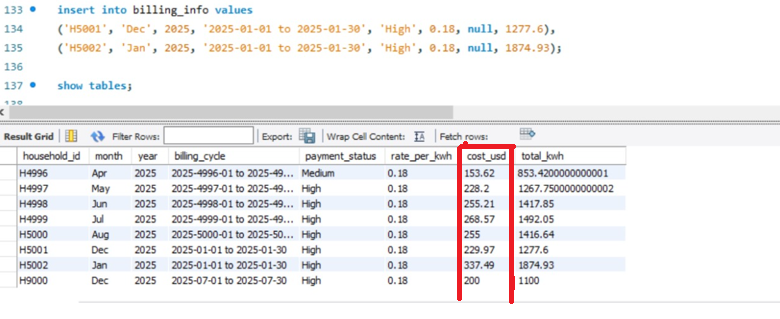 133 insert into billing_info values
134 ('H5001', 'Dec', 2025, '2025-01-01 to 2025-01-30', 'High', 0.18, null, 1277.6),
135 ('H5002', 'Jan', 2025, '2025-01-01 to 2025-01-30', 'High', 0.18, null, 1874.93);
136
137 show tables;
138
Result Grid Filter Rows: Export: Wrap Cell Content: Fetch rows:
household_id month year billing_cycle payment_status rate_per_kwh cost_usd total_kwh
H4996 Apr 2025 2025-4996-01 to 2025-49... Medium 0.18 153.62 853.4200000000001
H4997 May 2025 2025-4997-01 to 2025-49... High 0.18 228.2 1267.7500000000002
H4998 Jun 2025 2025-4998-01 to 2025-49... High 0.18 255.21 1417.85
H4999 Jul 2025 2025-4999-01 to 2025-49... High 0.18 268.57 1492.05
H5000 Aug 2025 2025-5000-01 to 2025-50... High 0.18 255 1416.64
H5001 Dec 2025 2025-01-01 to 2025-01-30 High 0.18 229.97 1277.6
H5002 Jan 2025 2025-01-01 to 2025-01-30 High 0.18 337.49 1874.93
H9000 Dec 2025 2025-07-01 to 2025-07-30 High 0.18 200 1100